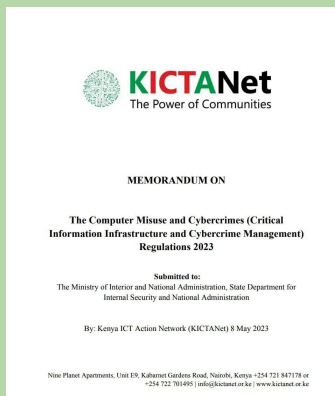 KICTANet
The Power of Communities
MEMORANDUM ON
The Computer Misuse and Cybercrimes (Critical
Information Infrastructure and Cybercrime Management)
Regulations 2023
Submitted to:
The Ministry of Interior and National Administration, State Department for
Internal Security and National Administration
By: Kenya ICT Action Network (KICTANet) 8 May 2023
Nine Planet Apartments, Unit E9, Kabarnet Gardens Road, Nairobi, Kenya +254 721 847178 or
+254 722 701495 | info@kictanet.or.ke | www.kictanet.or.ke